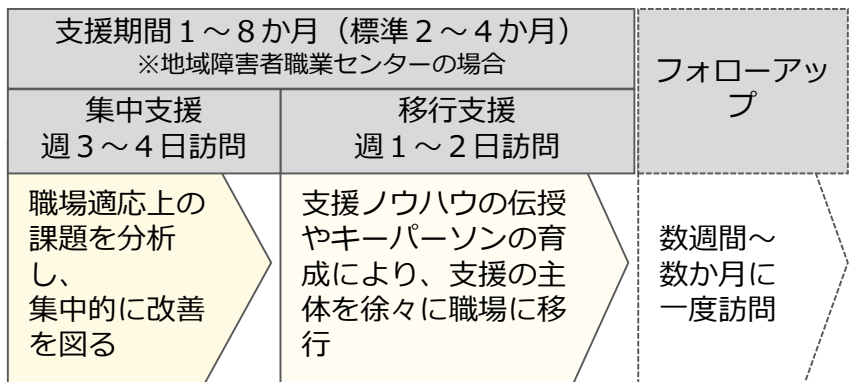 支援期間１～８か月（標準２～４か月）
※地域障害者職業センターの場合
フォローアッ
プ
集中支援
週３～４日訪問
移行支援
週１～２日訪問
職場適応上の
課題を分析
し、
集中的に改善
を図る
支援ノウハウの伝授
やキーパーソンの育
成により、支援の主
体を徐々に職場に移
行
数週間～
数か月に
一度訪問